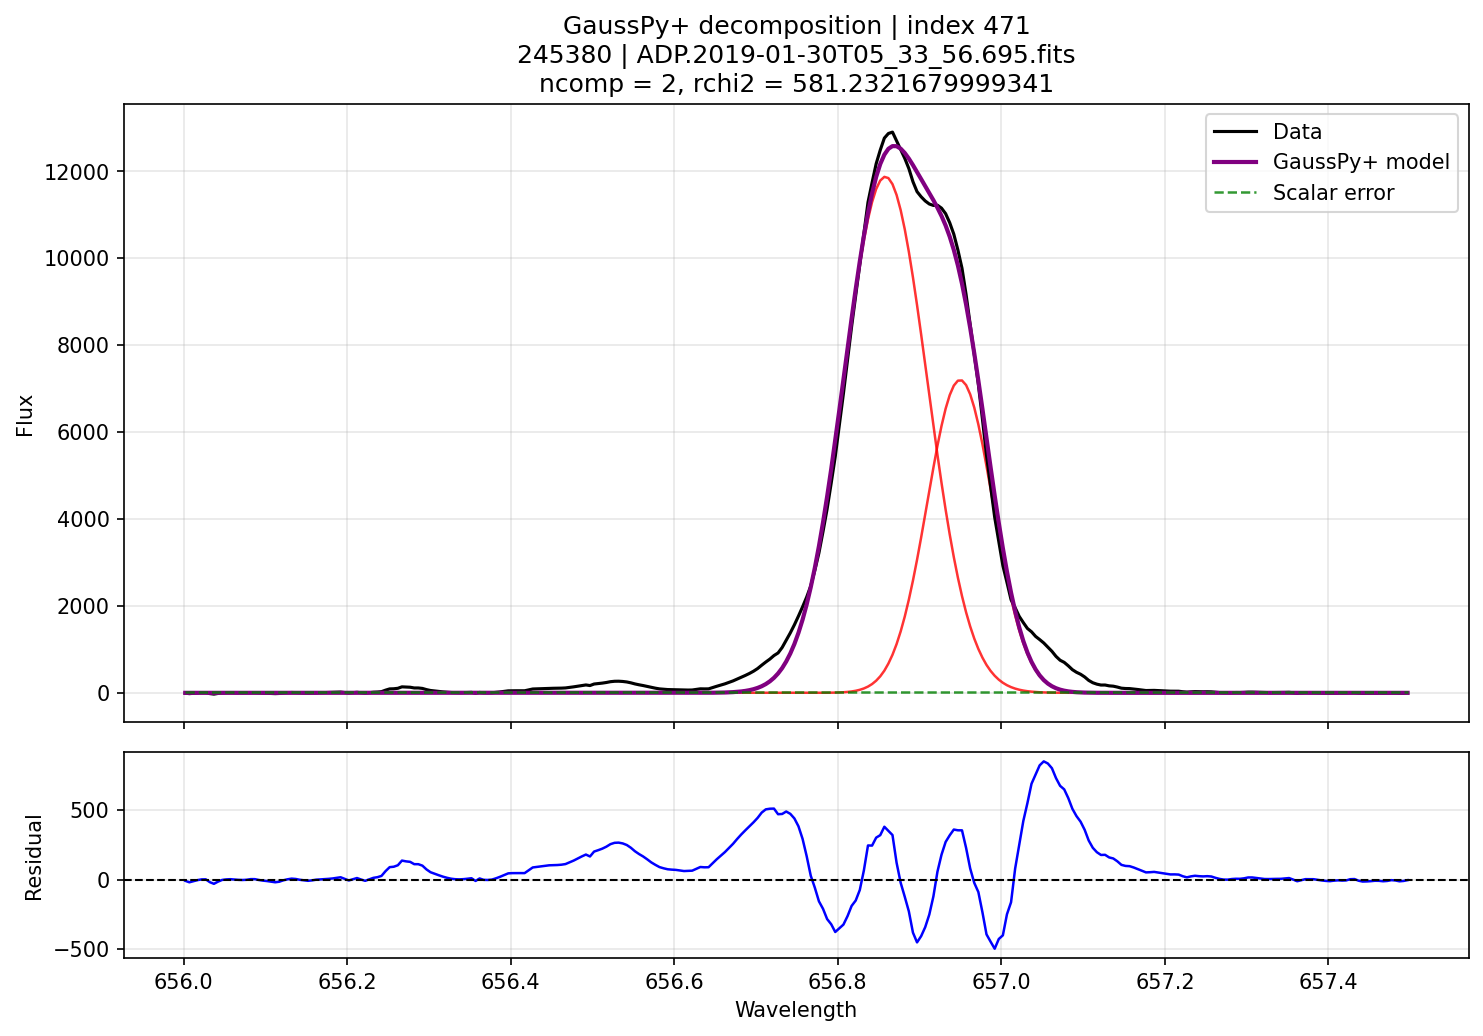 GaussPy+ decomposition | index 471
245380 | ADP.2019-01-30T05_33_56.695.fits
ncomp = 2, rchi2 = 581.2321679999341
Data
GaussPy+ model
Scalar error
Flux
12000
10000
8000
6000
4000
2000
0
Residual
500
0
−500
656.0
656.2
656.4
656.6
656.8
657.0
657.2
657.4
Wavelength